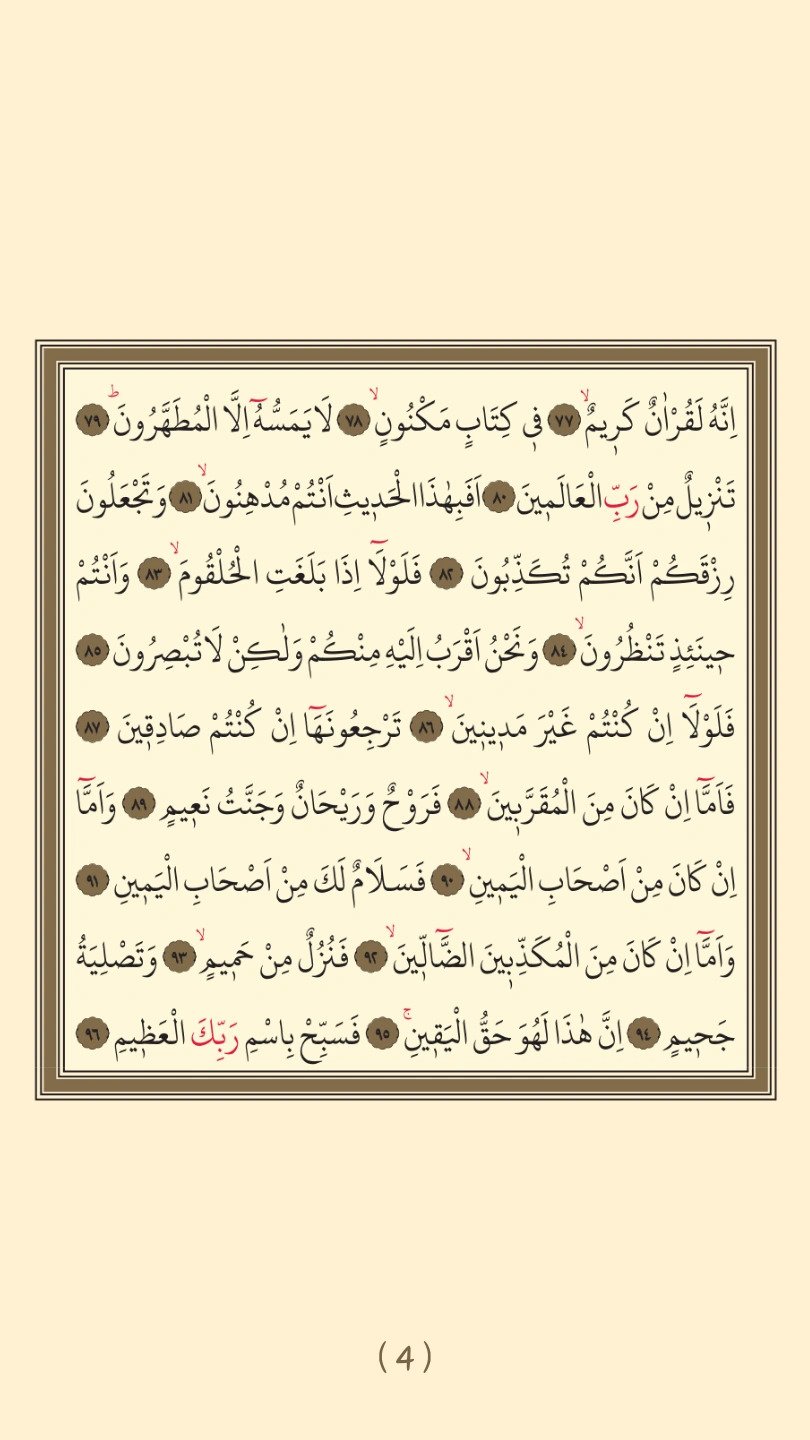 اِنَّهُ لَقُرْاٰنٌ كَرٖيمٌۙ ﴿٧٧﴾ فٖى كِتَابٍ مَكْنُونٍۙ ﴿٧٨﴾ لَا يَمَسُّهُٓ اِلَّا الْمُطَهَّرُونَۜ ﴿٧٩﴾
تَنْزٖيلٌ مِنْ رَبِّ الْعَالَمٖينَ ﴿٨٠﴾ اَفَبِهٰذَا الْحَدٖيثِ اَنْتُمْ مُدْهِنُونَۙ ﴿٨١﴾ وَتَجْعَلُونَ
رِزْقَكُمْ اَنَّكُمْ تُكَذِّبُونَ ﴿٨٢﴾ فَلَوْلَٓا اِذَا بَلَغَتِ الْحُلْقُومَۙ ﴿٨٣﴾ وَاَنْتُمْ
حٖينَئِذٍ تَنْظُرُونَۙ ﴿٨٤﴾ وَنَحْنُ اَقْرَبُ اِلَيْهِ مِنْكُمْ وَلٰكِنْ لَا تُبْصِرُونَ ﴿٨٥﴾
فَلَوْلَٓا اِنْ كُنْتُمْ غَيْرَ مَدٖينٖينَۙ ﴿٨٦﴾ تَرْجِعُونَهَٓا اِنْ كُنْتُمْ صَادِقٖينَ ﴿٨٧﴾
فَاَمَّٓا اِنْ كَانَ مِنَ الْمُقَرَّبٖينَۙ ﴿٨٨﴾ فَرَوْحٌ وَرَيْحَانٌ وَجَنَّتُ نَعٖيمٍ ﴿٨٩﴾ وَاَمَّٓا
اِنْ كَانَ مِنْ اَصْحَابِ الْيَمٖينِۙ ﴿٩٠﴾ فَسَلَامٌ لَكَ مِنْ اَصْحَابِ الْيَمٖينِ ﴿٩١﴾
وَاَمَّٓا اِنْ كَانَ مِنَ الْمُكَذِّبٖينَ الضَّٓالّٖينَۙ ﴿٩٢﴾ فَنُزُلٌ مِنْ حَمٖيمٍۙ ﴿٩٣﴾ وَتَصْلِيَةُ
جَحٖيمٍ ﴿٩٤﴾ اِنَّ هٰذَا لَهُوَ حَقُّ الْيَقٖينِۚ ﴿٩٥﴾ فَسَبِّحْ بِاسْمِ رَبِّكَ الْعَظٖيمِ ﴿٩٦﴾
(4)